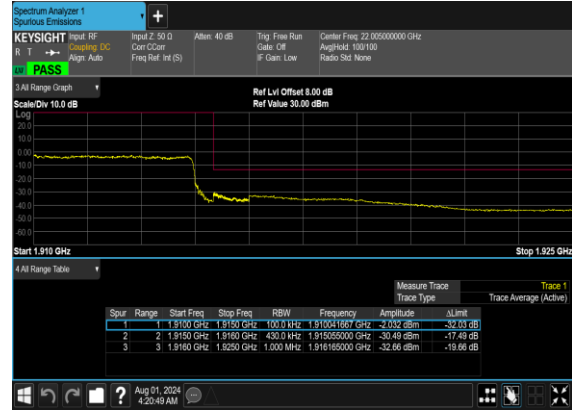 Spectrum Analyzer 1
Spurious Emissions
+
KEYSIGHT Input: RF
R T Coupling: DC
Align: Auto
Input Z: 50 Ω
Corr CCorr
Freq Ref: Int (S)
Atten: 40 dB
Trig: Free Run
Gate: Off
IF Gain: Low
Center Freq: 22.005000000 GHz
Avg|Hold: 100/100
Radio Std: None
PASS
3 All Range Graph
Scale/Div 10.0 dB
Ref Lvl Offset 8.00 dB
Ref Value 30.00 dBm
Log
20.0
10.0
0.00
-10.0
-20.0
-30.0
-40.0
-50.0
-60.0
Start 1.910 GHz
Stop 1.925 GHz
4 All Range Table
Measure Trace Trace 1
Trace Type Trace Average (Active)
Spur Range Start Freq Stop Freq RBW Frequency Amplitude ΔLimit
1 1 1.9100 GHz 1.9150 GHz 100.0 kHz 1.910041667 GHz -2.032 dBm -32.03 dB
2 2 1.9150 GHz 1.9160 GHz 430.0 kHz 1.915055000 GHz -30.49 dBm -17.49 dB
3 3 1.9160 GHz 1.9250 GHz 1.000 MHz 1.916165000 GHz -32.66 dBm -19.66 dB
?
Aug 01, 2024
4:20:49 AM